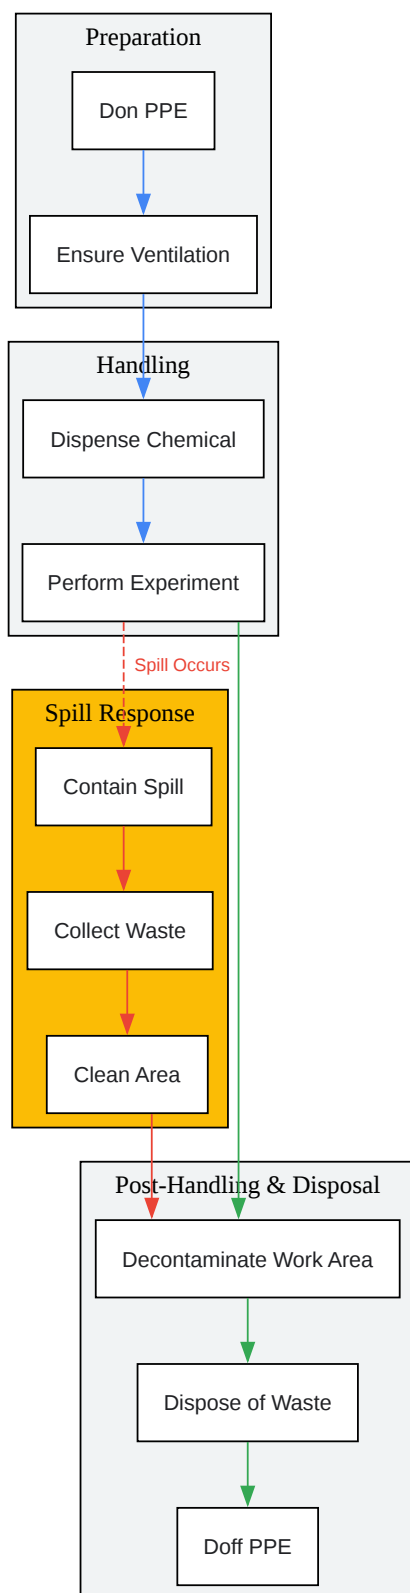 Preparation
Don PPE
Ensure Ventilation
Handling
Dispense Chemical
Perform Experiment
Spill Occurs
Spill Response
Contain Spill
Collect Waste
Clean Area
Post-Handling & Disposal
Decontaminate Work Area
Dispose of Waste
Doff PPE